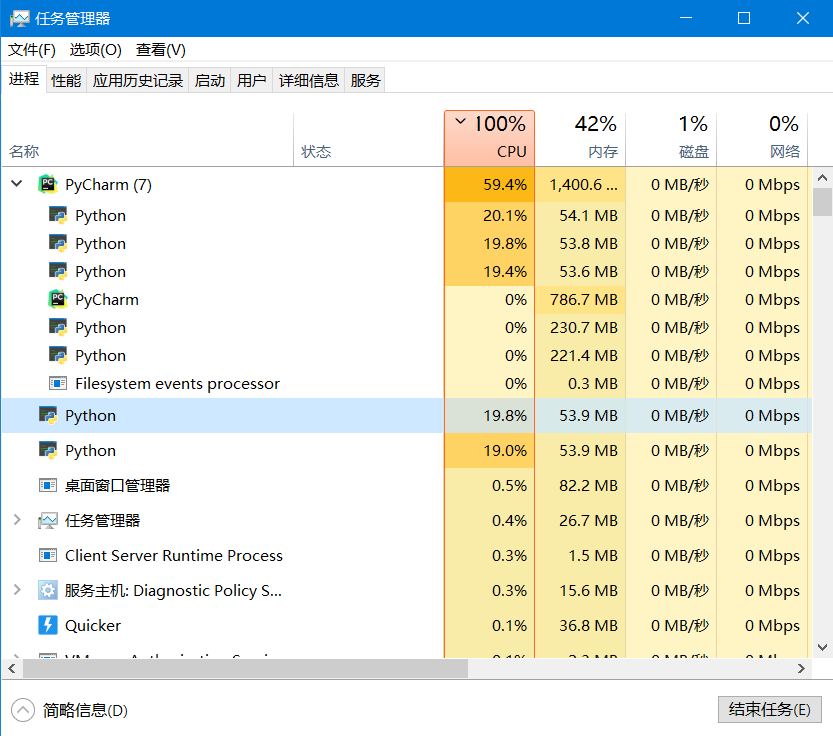 任务管理器
文件(F) 选项(O) 查看(V)
进程 性能 应用历史记录 启动 用户 详细信息 服务
100% 42% 1% 0%
名称 状态 CPU 内存 磁盘 网络
PyCharm (7) 59.4% 1,400.6 ... 0 MB/秒 0 Mbps
Python 20.1% 54.1 MB 0 MB/秒 0 Mbps
Python 19.8% 53.8 MB 0 MB/秒 0 Mbps
Python 19.4% 53.6 MB 0 MB/秒 0 Mbps
PyCharm 0% 786.7 MB 0 MB/秒 0 Mbps
Python 0% 230.7 MB 0 MB/秒 0 Mbps
Python 0% 221.4 MB 0 MB/秒 0 Mbps
Filesystem events processor 0% 0.3 MB 0 MB/秒 0 Mbps
Python 19.8% 53.9 MB 0 MB/秒 0 Mbps
Python 19.0% 53.9 MB 0 MB/秒 0 Mbps
桌面窗口管理器 0.5% 82.2 MB 0 MB/秒 0 Mbps
任务管理器 0.4% 26.7 MB 0 MB/秒 0 Mbps
Client Server Runtime Process 0.3% 1.5 MB 0 MB/秒 0 Mbps
服务主机: Diagnostic Policy S... 0.3% 15.6 MB 0 MB/秒 0 Mbps
Quicker 0.1% 36.8 MB 0 MB/秒 0 Mbps
简略信息(D) 结束任务(E)